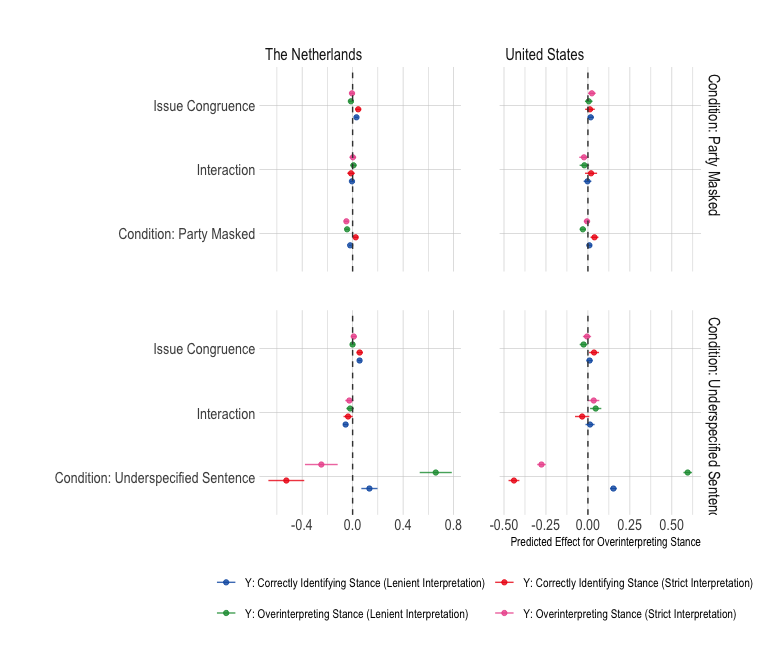 The Netherlands United States
Issue Congruence
Interaction
Condition: Party Masked
Condition: Party Masked
Issue Congruence
Interaction
Condition: Underspecified Sentence
Condition: Underspecified Sentenc
-0.4 0.0 0.4 0.8 -0.50 -0.25 0.00 0.25 0.50
Predicted Effect for Overinterpreting Stance
Y: Correctly Identifying Stance (Lenient Interpretation) Y: Correctly Identifying Stance (Strict Interpretation)
Y: Overinterpreting Stance (Lenient Interpretation) Y: Overinterpreting Stance (Strict Interpretation)